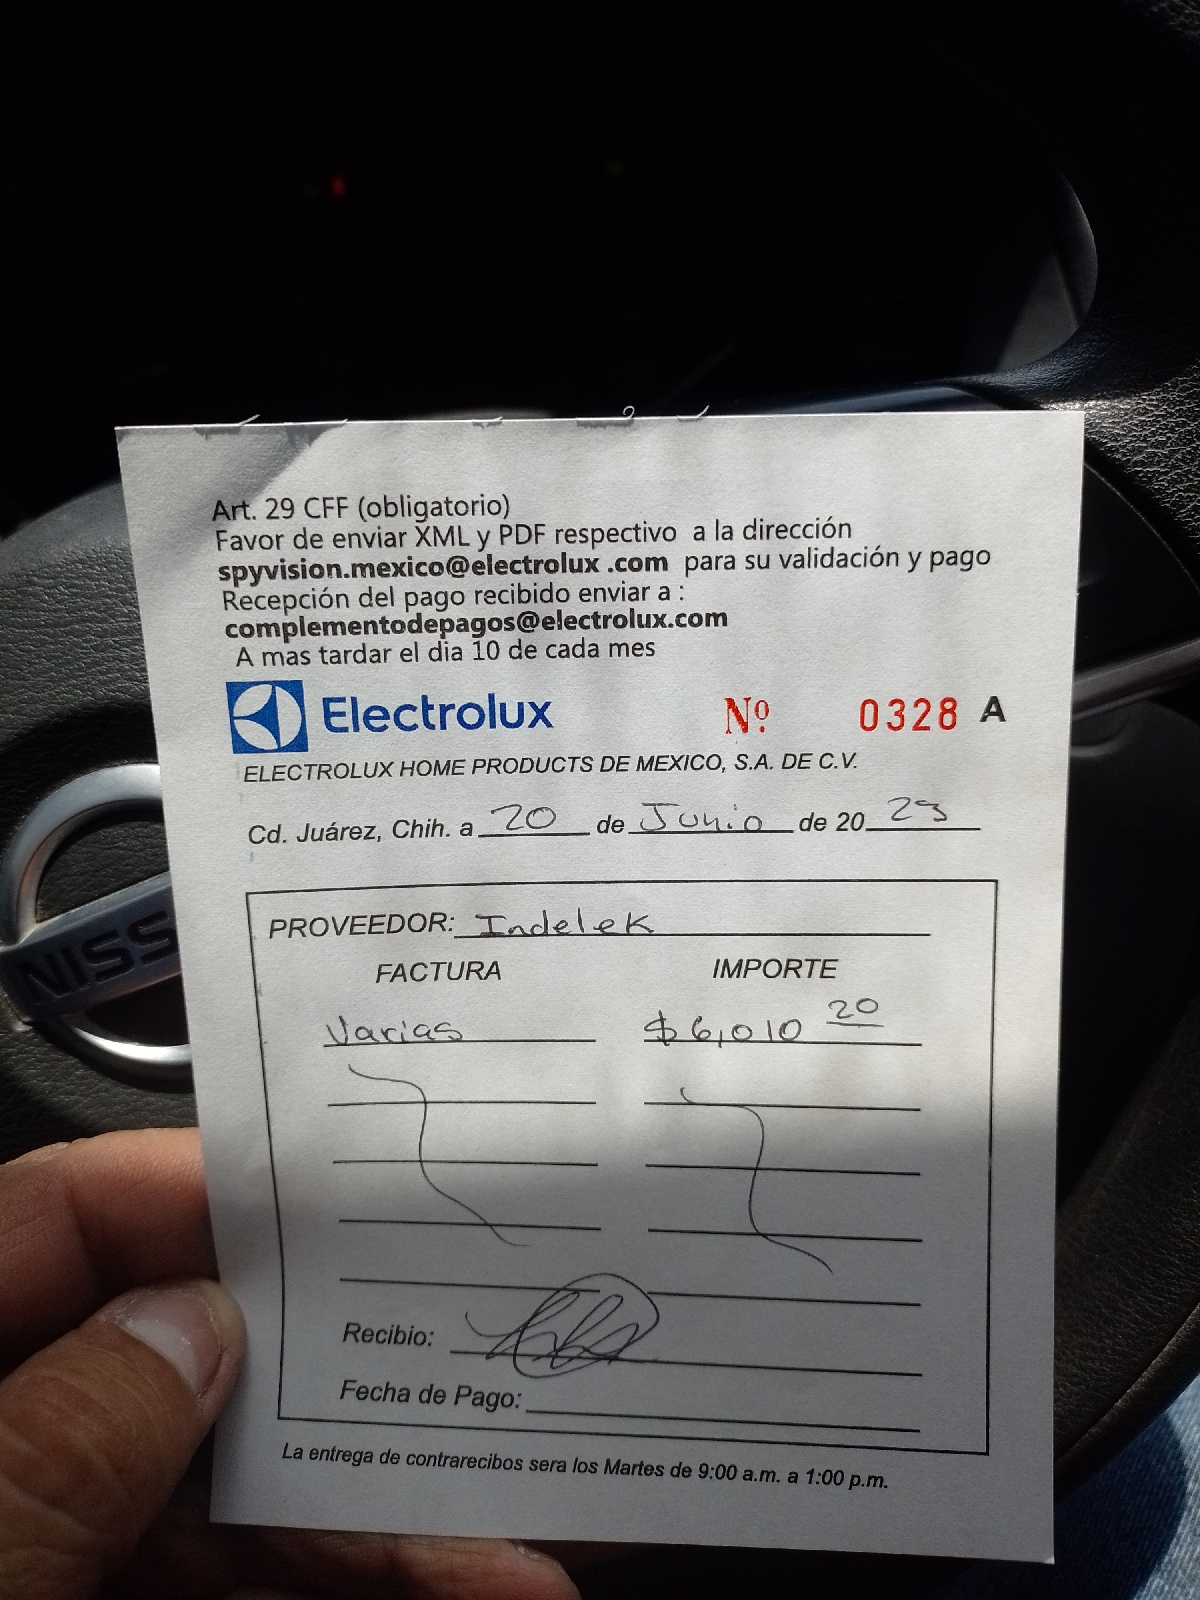 Art. 29 CFF (obligatorio)
Favor de enviar XML y PDF respectivo a la dirección
spyvision.mexico@electrolux .com para su validación y pago
Recepción del pago recibido enviar a :
complementodepagos@electrolux.com
A mas tardar el dia 10 de cada mes
Electrolux Nº 0328 A
ELECTROLUX HOME PRODUCTS DE MEXICO, S.A. DE C.V.
Cd. Juárez, Chih. a 20 de Junio de 20 23
PROVEEDOR: Indelek
FACTURA IMPORTE
Varias $6,010 20
Recibio:
Fecha de Pago:
La entrega de contrarecibos sera los Martes de 9:00 a.m. a 1:00 p.m.
NISS